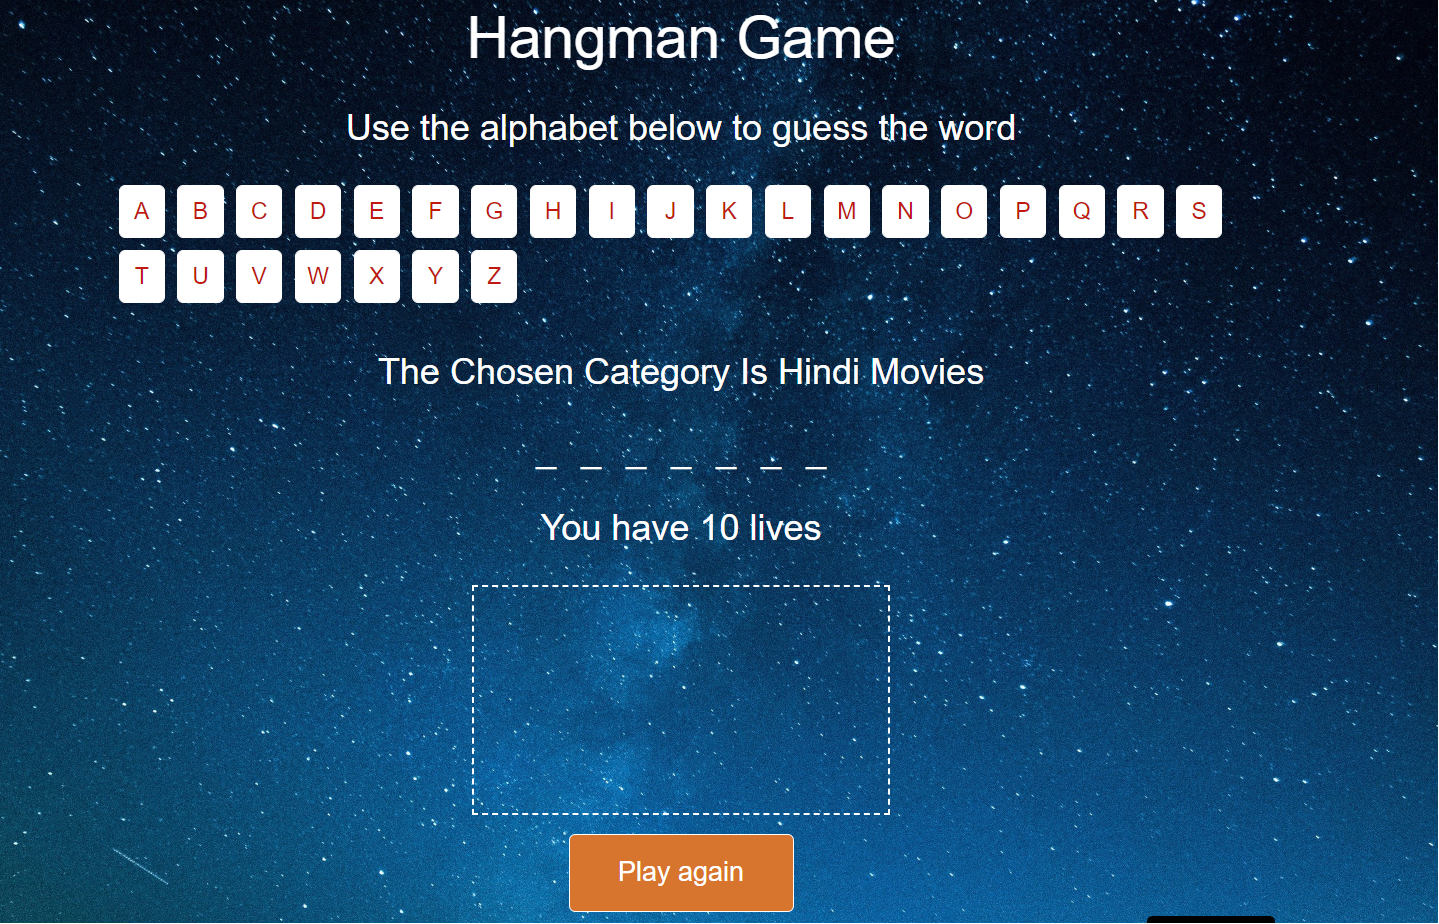 Hangman Game
Use the alphabet below to guess the word
A B C D E F G H I J K L M N O P Q R S
T U V W X Y Z
The Chosen Category Is Hindi Movies
_ _ _ _ _ _ _
You have 10 lives
Play again